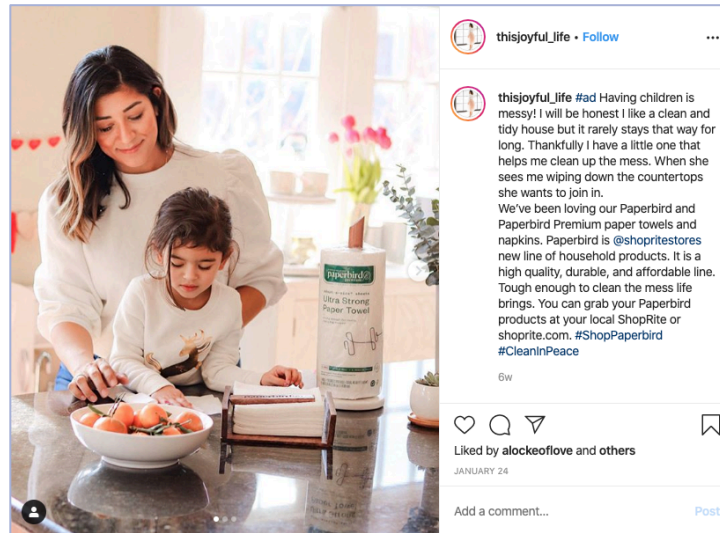 thisjoyful_life • Follow
thisjoyful_life #ad Having children is
messy! I will be honest I like a clean and
tidy house but it rarely stays that way for
long. Thankfully I have a little one that
helps me clean up the mess. When she
sees me wiping down the countertops
she wants to join in.
We've been loving our Paperbird and
Paperbird Premium paper towels and
napkins. Paperbird is @shopritestores
new line of household products. It is a
high quality, durable, and affordable line.
Tough enough to clean the mess life
brings. You can grab your Paperbird
products at your local ShopRite or
shoprite.com. #ShopPaperbird
#CleanInPeace
6w
Liked by alockeoflove and others
JANUARY 24
Add a comment...
Post
paperbird
Ultra Strong
Paper Towel